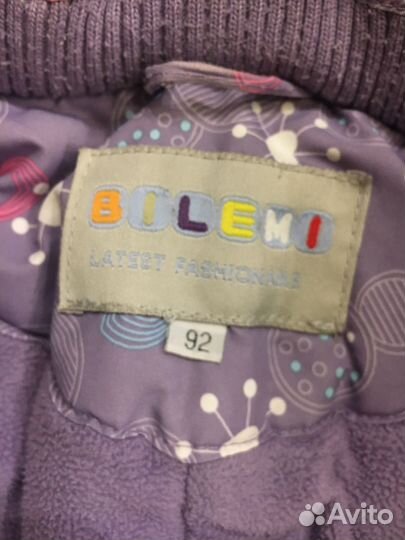 BILEMI
LATEST FASHIONABLE
92
Avito